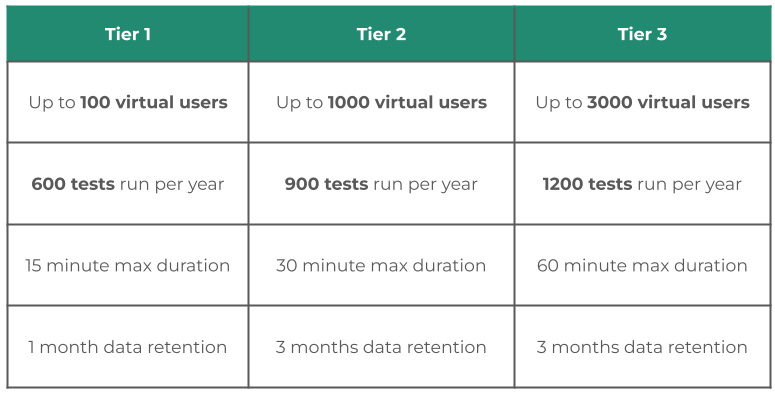 Tier 1
Tier 2
Tier 3
Up to 100 virtual users
Up to 1000 virtual users
Up to 3000 virtual users
600 tests run per year
900 tests run per year
1200 tests run per year
15 minute max duration
30 minute max duration
60 minute max duration
1 month data retention
3 months data retention
3 months data retention